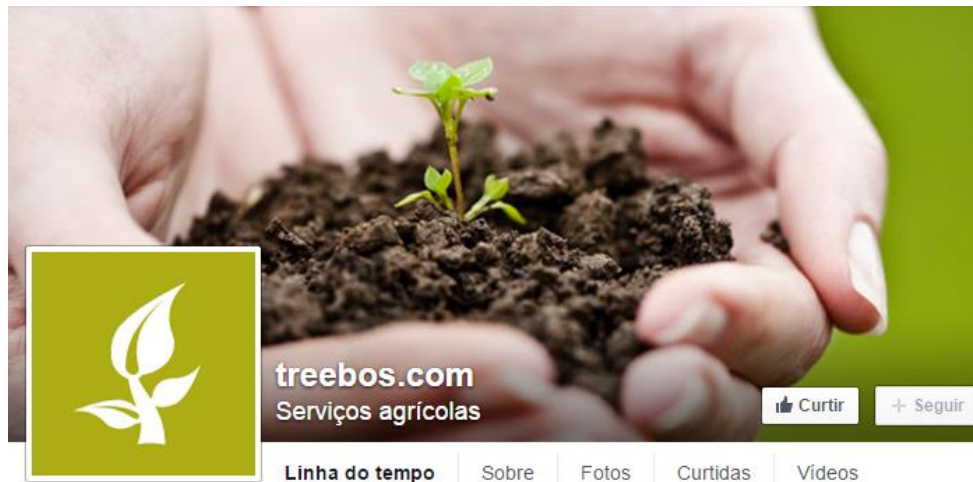 treebos.com
Serviços agrícolas
Curtir
Seguir
Linha do tempo Sobre Fotos Curtidas Vídeos